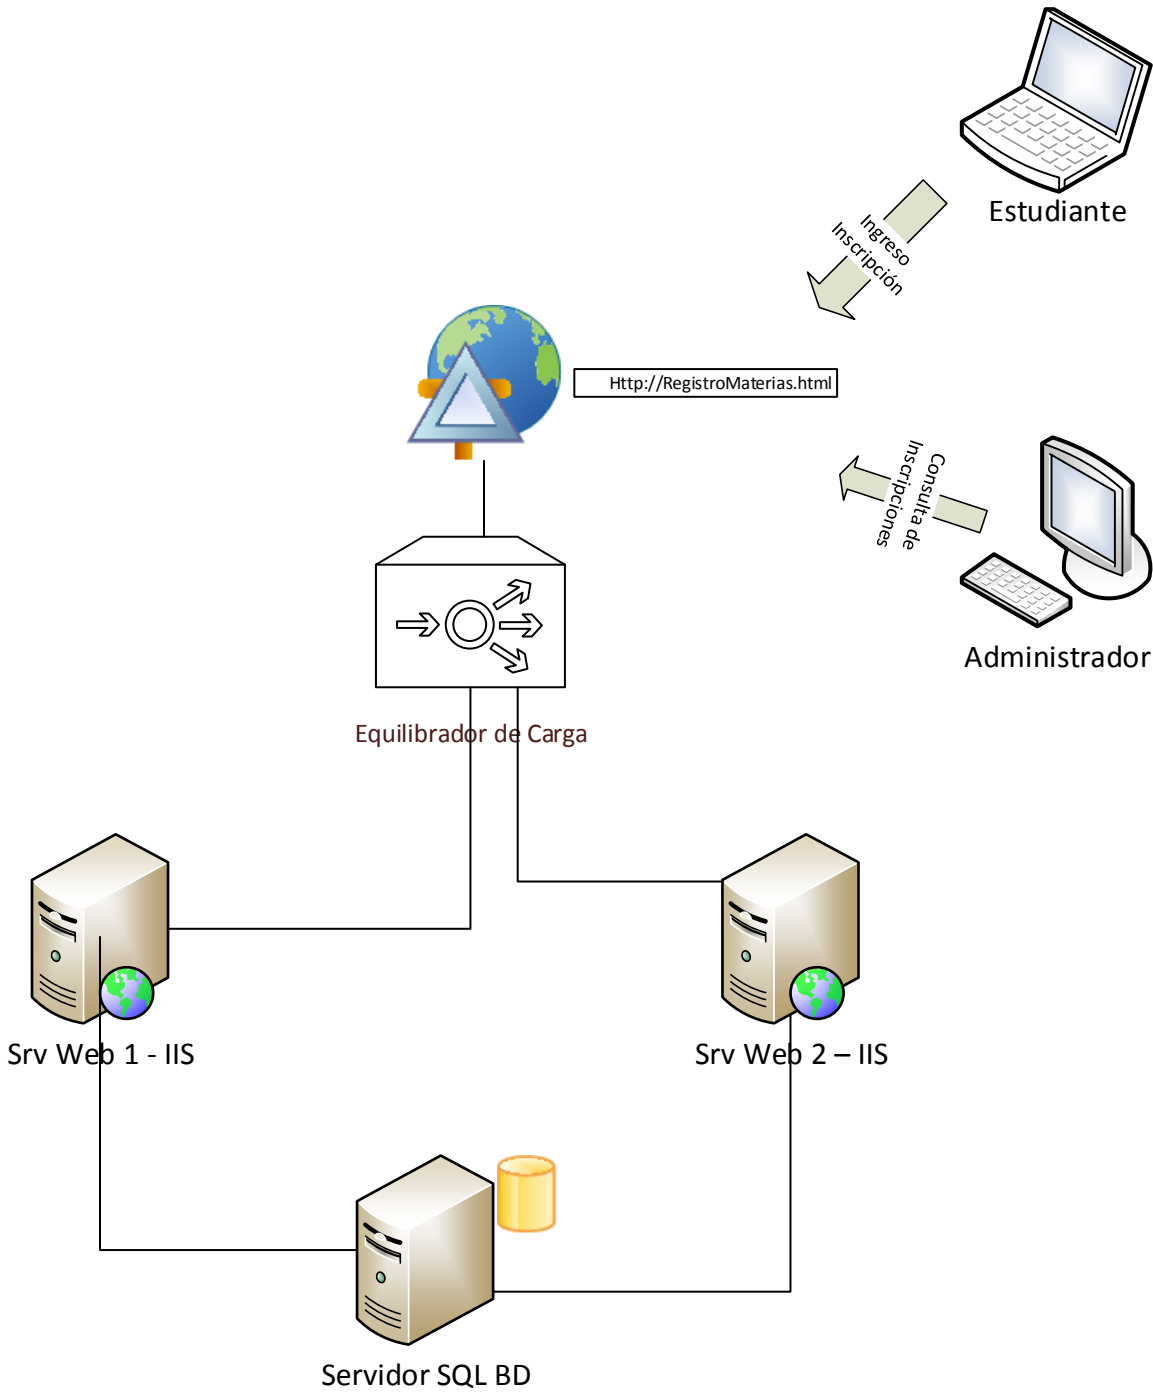 Estudiante
Ingreso
Inscripción
Http://RegistroMaterias.html
Consulta de
Inscripciones
Administrador
Equilibrador de Carga
Srv Web 1 - IIS
Srv Web 2 – IIS
Servidor SQL BD